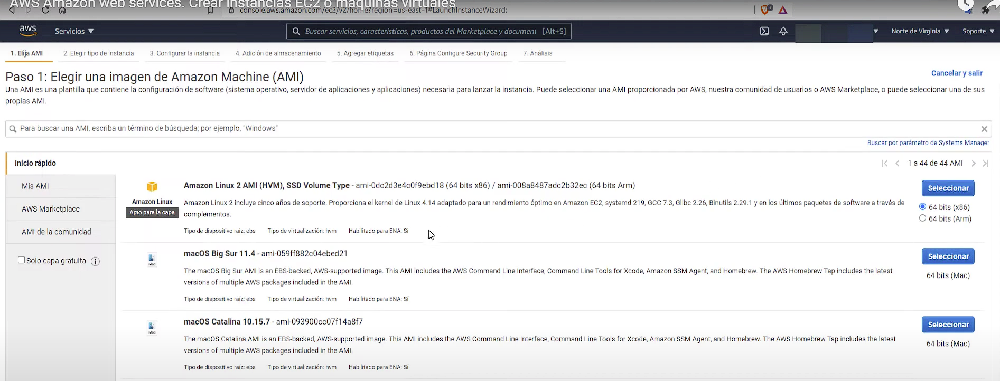 AWS Amazon web services. Crear instancias EC2 o maquinas virtuales
console.aws.amazon.com/ec2/v2/home?region=us-east-1#LaunchInstanceWizard:
1
aws
Servicios
Buscar servicios, características, productos del Marketplace y documen
[Alt+S]
Norte de Virginia
Soporte
1. Elija AMI
2. Elegir tipo de instancia
3. Configurar la instancia
4. Adición de almacenamiento
5. Agregar etiquetas
6. Página Configure Security Group
7. Análisis
Paso 1: Elegir una imagen de Amazon Machine (AMI)
Cancelar y salir
Una AMI es una plantilla que contiene la configuración de software (sistema operativo, servidor de aplicaciones y aplicaciones) necesaria para lanzar la instancia. Puede seleccionar una AMI proporcionada por AWS, nuestra comunidad de usuarios o AWS Marketplace, o puede seleccionar una de sus
propias AMI.
Para buscar una AMI, escriba un término de búsqueda; por ejemplo, "Windows"
Buscar por parámetro de Systems Manager
Inicio rápido
1 a 44 de 44 AMI
Mis AMI
AWS Marketplace
AMI de la comunidad
Solo capa gratuita
Amazon Linux
Apto para la capa
Amazon Linux 2 AMI (HVM), SSD Volume Type - ami-0dc2d3e4c0f9ebd18 (64 bits x86) / ami-008a8487adc2b32ec (64 bits Arm)
Amazon Linux 2 incluye cinco años de soporte. Proporciona el kernel de Linux 4.14 adaptado para un rendimiento óptimo en Amazon EC2, systemd 219, GCC 7.3, Glibc 2.26, Binutils 2.29.1 y en los últimos paquetes de software a través de
complementos.
Tipo de dispositivo raíz: ebs
Tipo de virtualización: hvm
Habilitado para ENA: Sí
Seleccionar
64 bits (x86)
64 bits (Arm)
Mac
macOS Big Sur 11.4 - ami-059ff882c04ebed21
The macOS Big Sur AMI is an EBS-backed, AWS-supported image. This AMI includes the AWS Command Line Interface, Command Line Tools for Xcode, Amazon SSM Agent, and Homebrew. The AWS Homebrew Tap includes the latest
versions of multiple AWS packages included in the AMI.
Tipo de dispositivo raíz: ebs
Tipo de virtualización: hvm
Habilitado para ENA: Sí
Seleccionar
64 bits (Mac)
Mac
macOS Catalina 10.15.7 - ami-093900cc07f14a8f7
The macOS Catalina AMI is an EBS-backed, AWS-supported image. This AMI includes the AWS Command Line Interface, Command Line Tools for Xcode, Amazon SSM Agent, and Homebrew. The AWS Homebrew Tap includes the latest
versions of multiple AWS packages included in the AMI.
Tipo de dispositivo raíz: ebs
Tipo de virtualización: hvm
Habilitado para ENA: Sí
Seleccionar
64 bits (Mac)